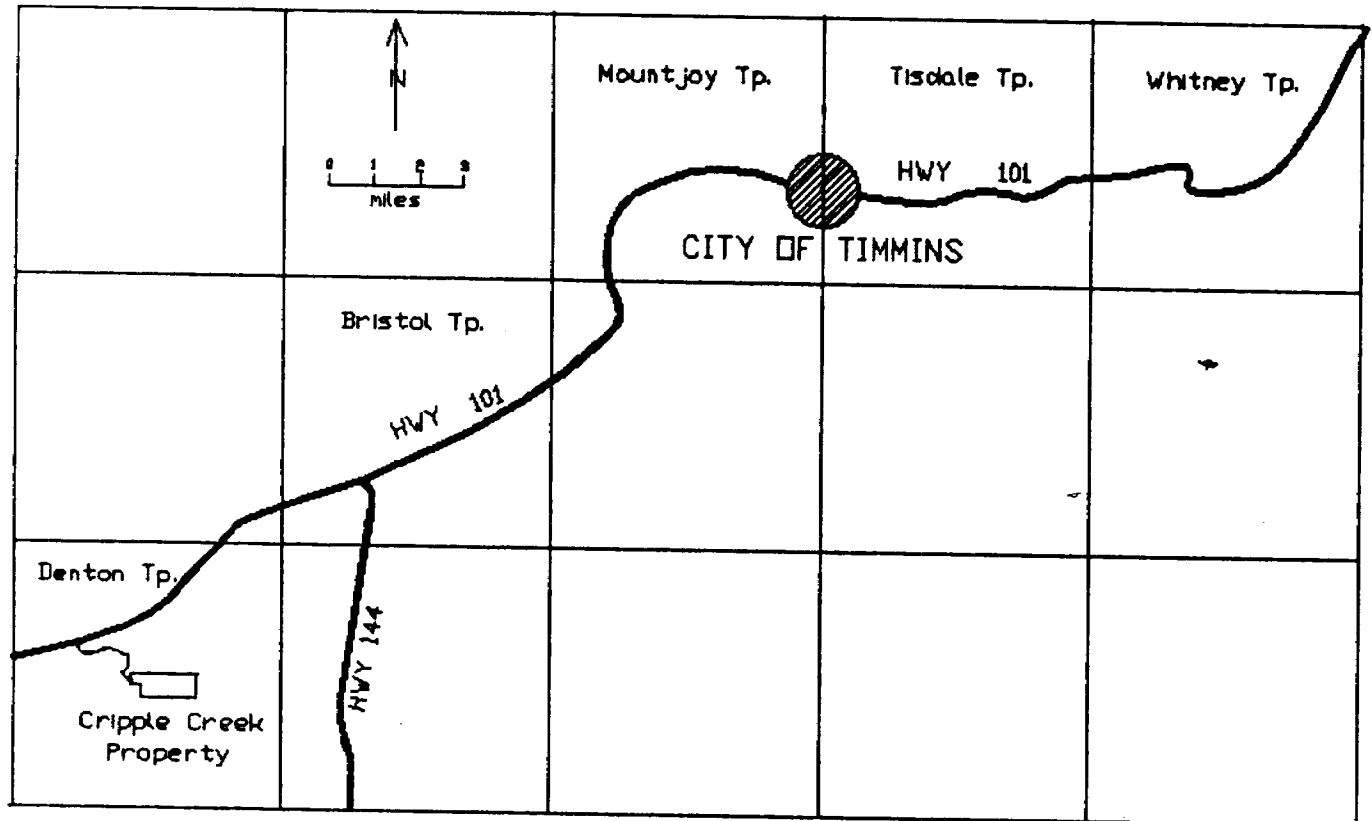 N
0 1 2 3
miles
Mountjoy Tp.
Tisdale Tp.
Whitney Tp.
HWY 101
CITY OF TIMMINS
Bristol Tp.
HWY 101
Denton Tp.
HWY 144
Cripple Creek
Property